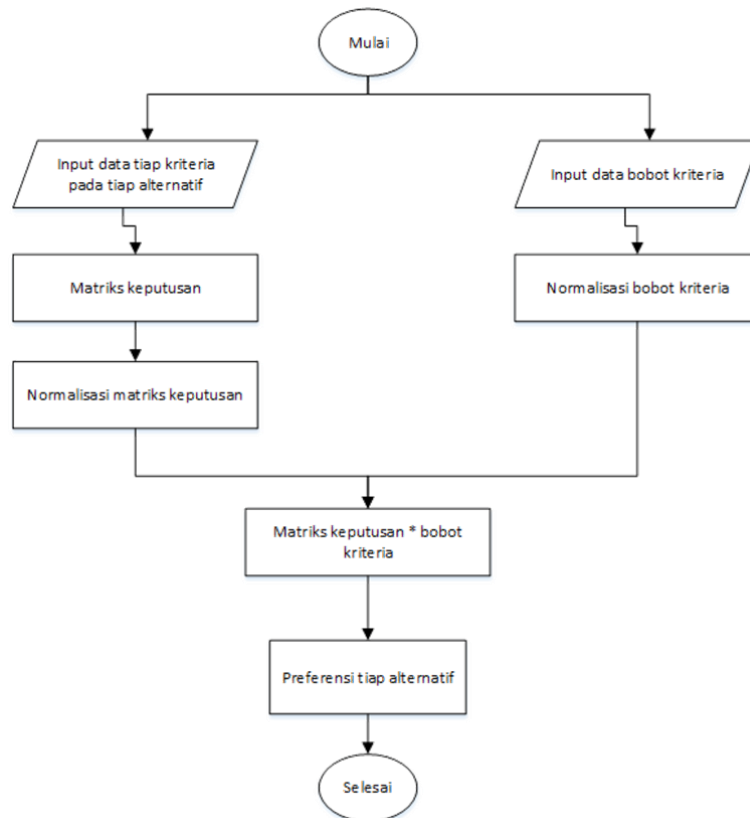 Mulai
Input data tiap kriteria
pada tiap alternatif
Input data bobot kriteria
Matriks keputusan
Normalisasi bobot kriteria
Normalisasi matriks keputusan
Matriks keputusan * bobot
kriteria
Preferensi tiap alternatif
Selesai